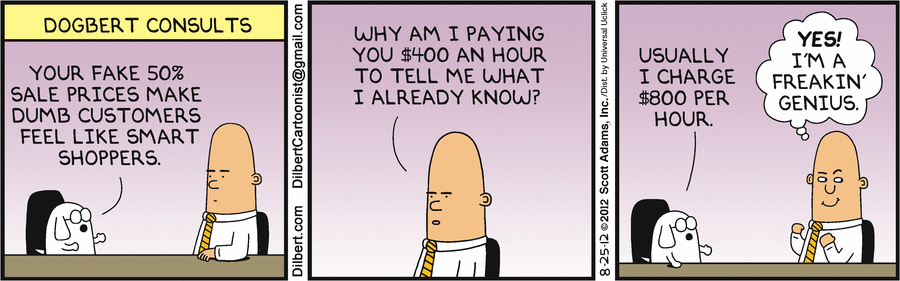 DOGBERT CONSULTS
YOUR FAKE 50%
SALE PRICES MAKE
DUMB CUSTOMERS
FEEL LIKE SMART
SHOPPERS.
Dilbert.com DilbertCartoonist@gmail.com
WHY AM I PAYING
YOU $400 AN HOUR
TO TELL ME WHAT
I ALREADY KNOW?
8-25-12 ©2012 Scott Adams, Inc. /Dist. by Universal Uclick
USUALLY
I CHARGE
$800 PER
HOUR.
YES!
I'M A
FREAKIN'
GENIUS.